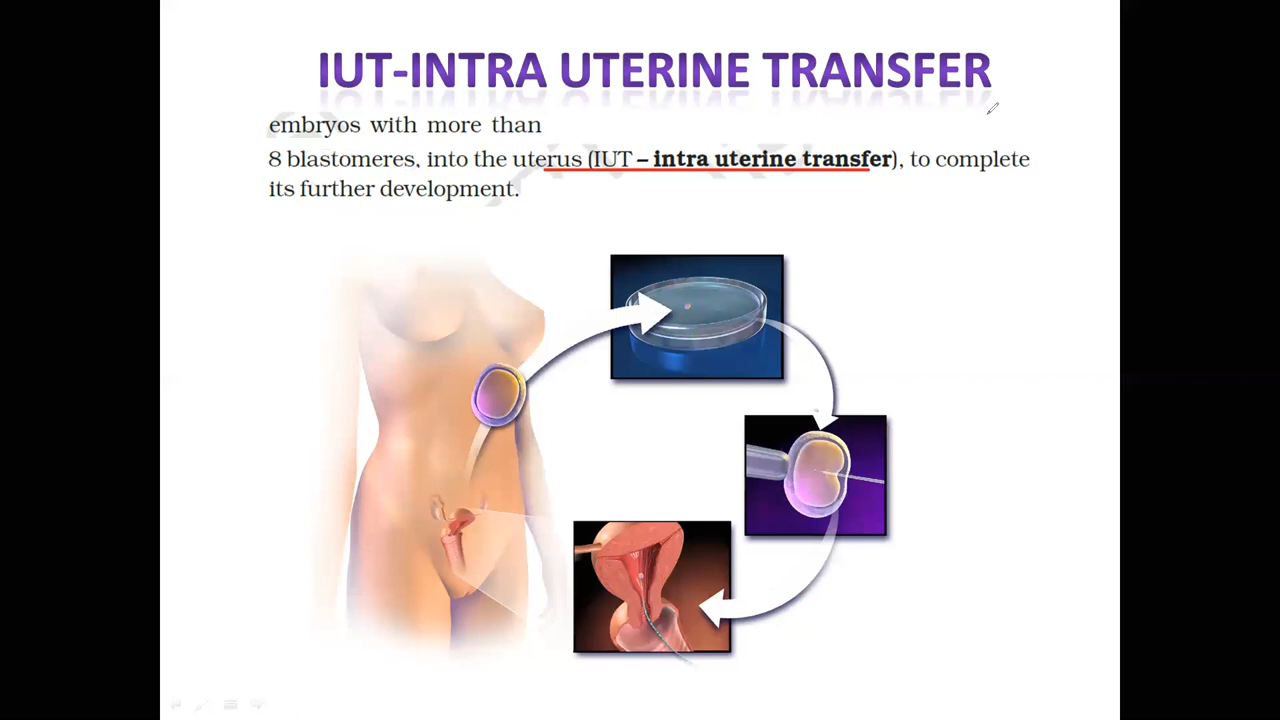 IUT-INTRA UTERINE TRANSFER
embryos with more than
8 blastomeres, into the uterus (IUT – intra uterine transfer), to complete
its further development.